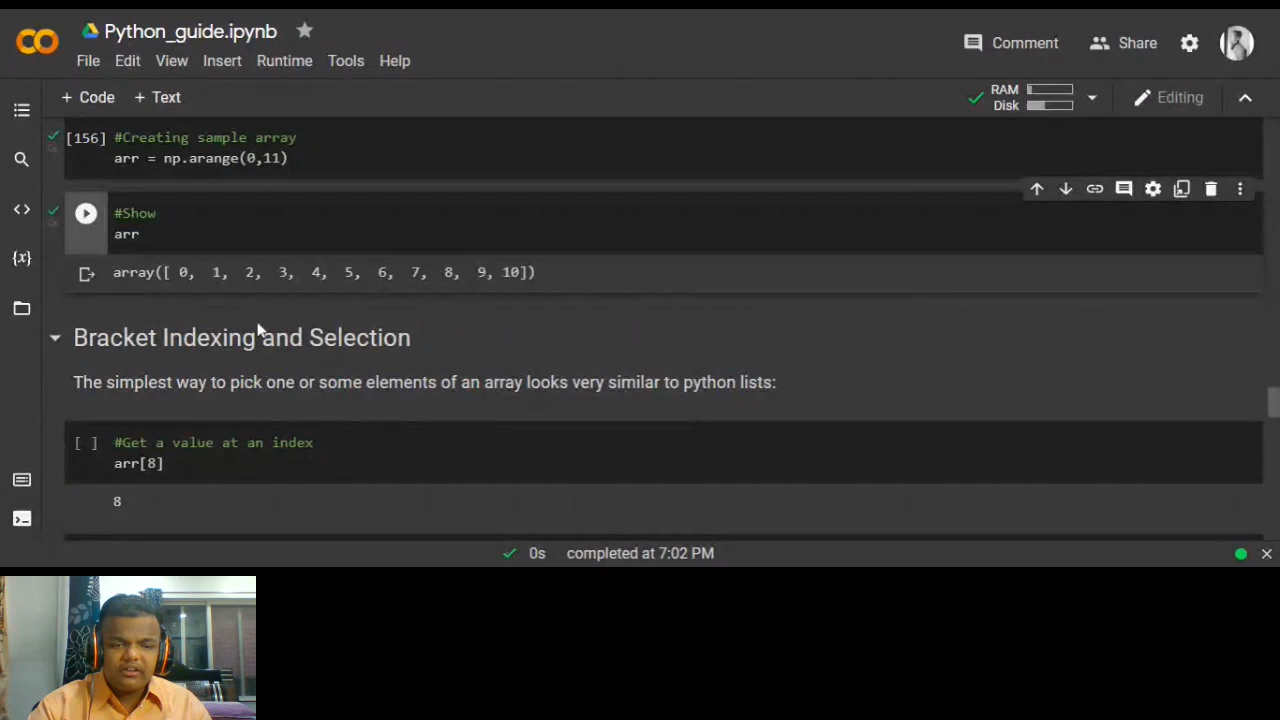 Python_guide.ipynb
File Edit View Insert Runtime Tools Help
Comment Share
+ Code + Text
RAM
Disk
Editing
[156] #Creating sample array
arr = np.arange(0,11)
#Show
arr
array([ 0, 1, 2, 3, 4, 5, 6, 7, 8, 9, 10])
Bracket Indexing and Selection
The simplest way to pick one or some elements of an array looks very similar to python lists:
[ ] #Get a value at an index
arr[8]
8
0s completed at 7:02 PM